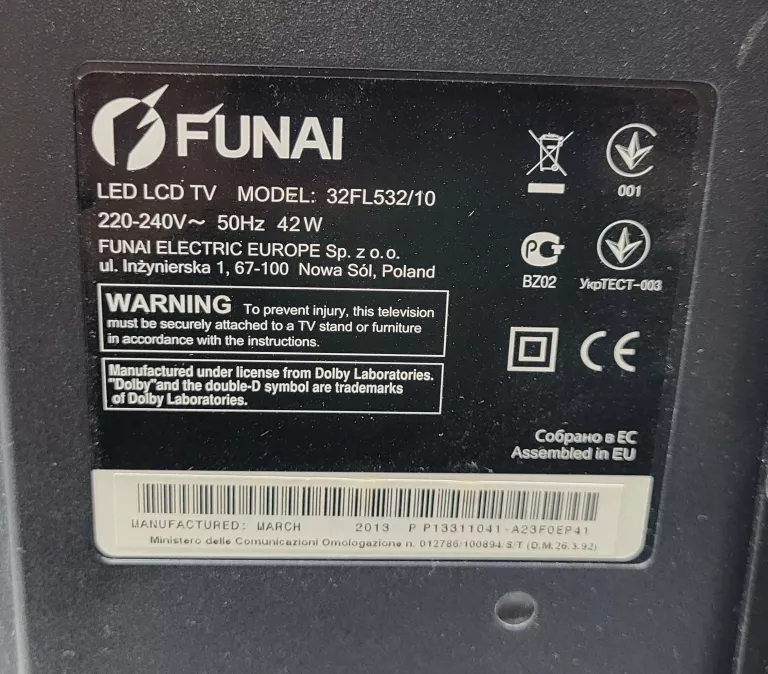 FUNAI
LED LCD TV MODEL: 32FL532/10
220-240V~ 50Hz 42W
FUNAI ELECTRIC EUROPE Sp. z o.o.
ul. Inżynierska 1, 67-100 Nowa Sól, Poland
WARNING To prevent injury, this television
must be securely attached to a TV stand or furniture
in accordance with the instructions.
Manufactured under license from Dolby Laboratories.
"Dolby"and the double-D symbol are trademarks
of Dolby Laboratories.
001
BZ02 УкрТЕСТ-003
CE
Собрано в ЕС
Assembled in EU
MANUFACTURED: MARCH 2013 P P13311041-A23F0EP41
Ministero delle Comunicazioni Omologazione n. 012786/100894 S/T (D.M.26.3.92)